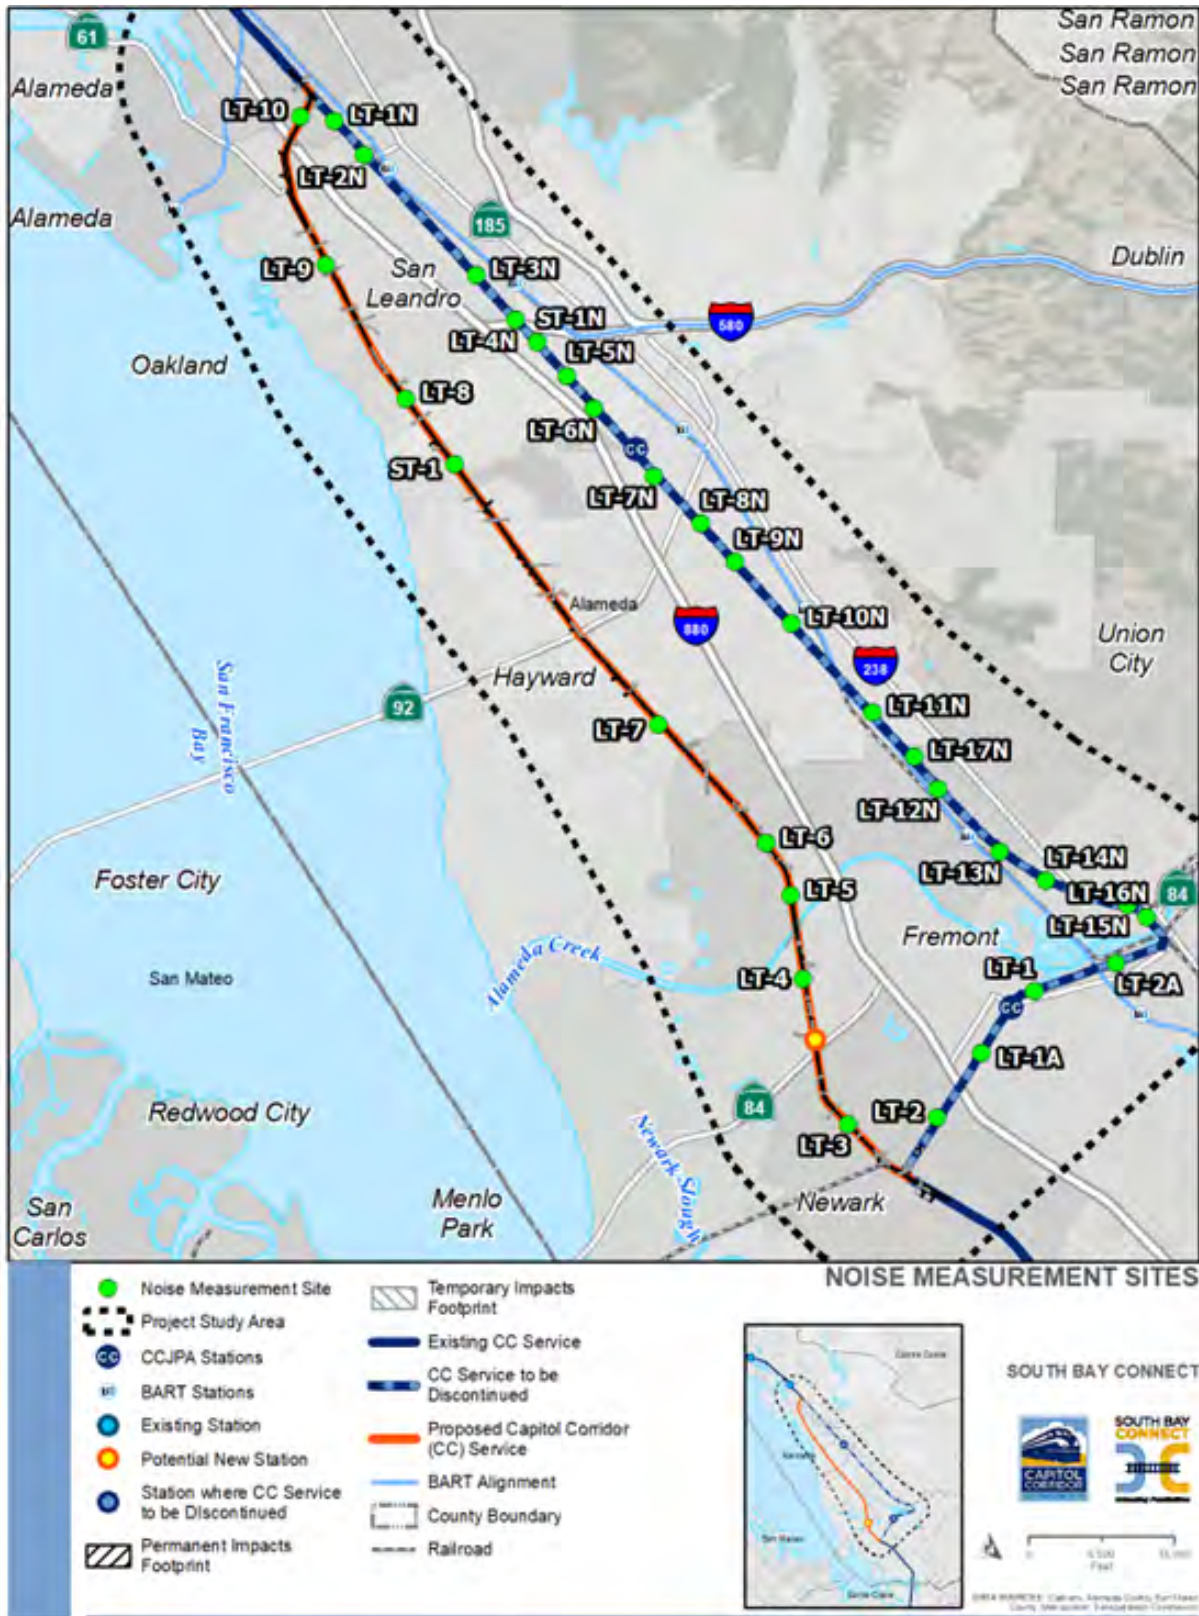 61
San Ramon
San Ramon
San Ramon
Alameda
LT-10
LT-1N
LT-2N
Alameda
185
LT-9
San
Leandro
LT-3N
Dublin
ST-1N
580
LT-4N
LT-5N
Oakland
LT-8
LT-6N
CC
ST-1
LT-7N
LT-8N
LT-9N
Alameda
880
LT-10N
Union
City
238
Hayward
San Francisco
Bay
92
LT-7
LT-11N
LT-17N
LT-12N
LT-6
LT-13N
LT-14N
Foster City
LT-5
LT-16N
84
LT-15N
Fremont
Alameda Creek
San Mateo
LT-4
LT-1
LT-2A
CC
LT-1A
84
Redwood City
LT-2
LT-3
Newark Slough
San
Carlos
Menlo
Park
Newark
NOISE MEASUREMENT SITES
Noise Measurement Site
Project Study Area
CC
CCJPA Stations
BART Stations
Existing Station
Potential New Station
Station where CC Service
to be Discontinued
Permanent Impacts
Footprint
Temporary Impacts
Footprint
Existing CC Service
CC Service to be
Discontinued
Proposed Capitol Corridor
(CC) Service
BART Alignment
County Boundary
Railroad
SOUTH BAY CONNECT
CAPITOL
CORRIDOR
SOUTH BAY
CONNECT
0
Feet